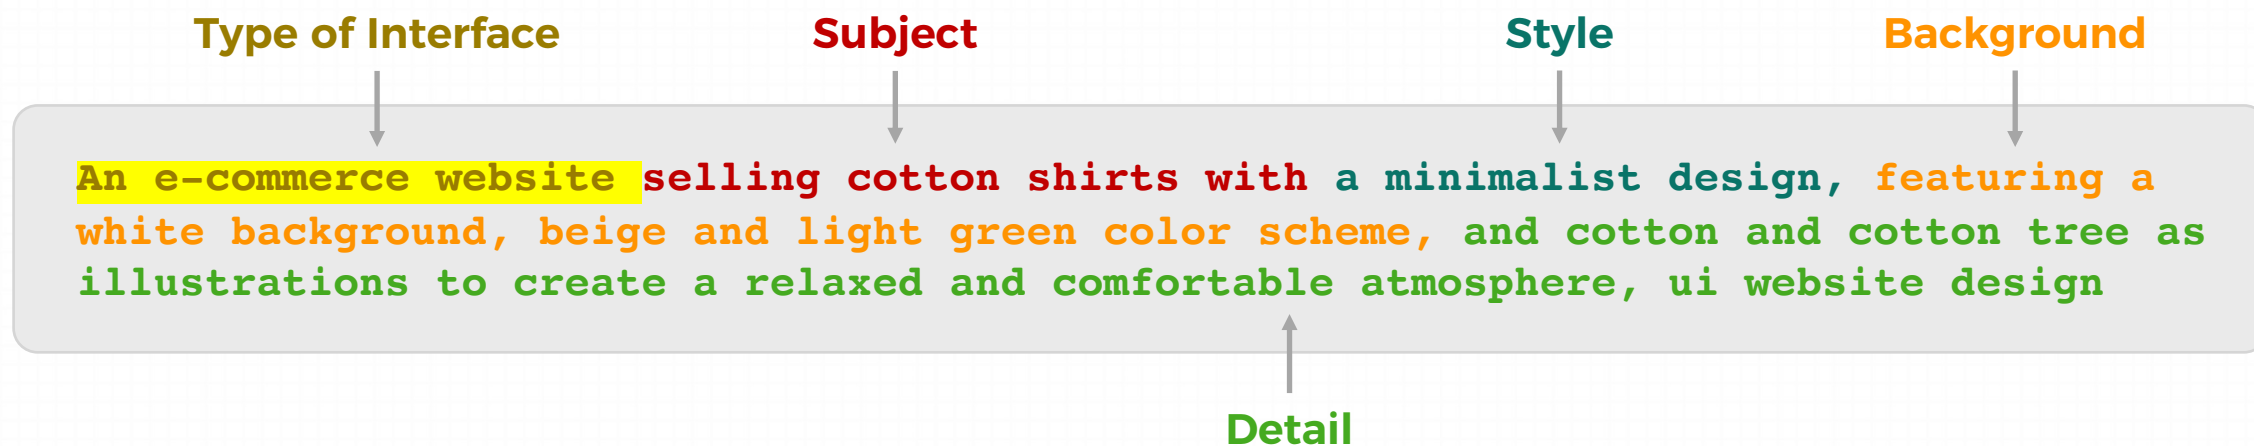 Type of Interface
Subject
Style
Background
An e-commerce website selling cotton shirts with a minimalist design, featuring a
white background, beige and light green color scheme, and cotton and cotton tree as
illustrations to create a relaxed and comfortable atmosphere, ui website design
Detail